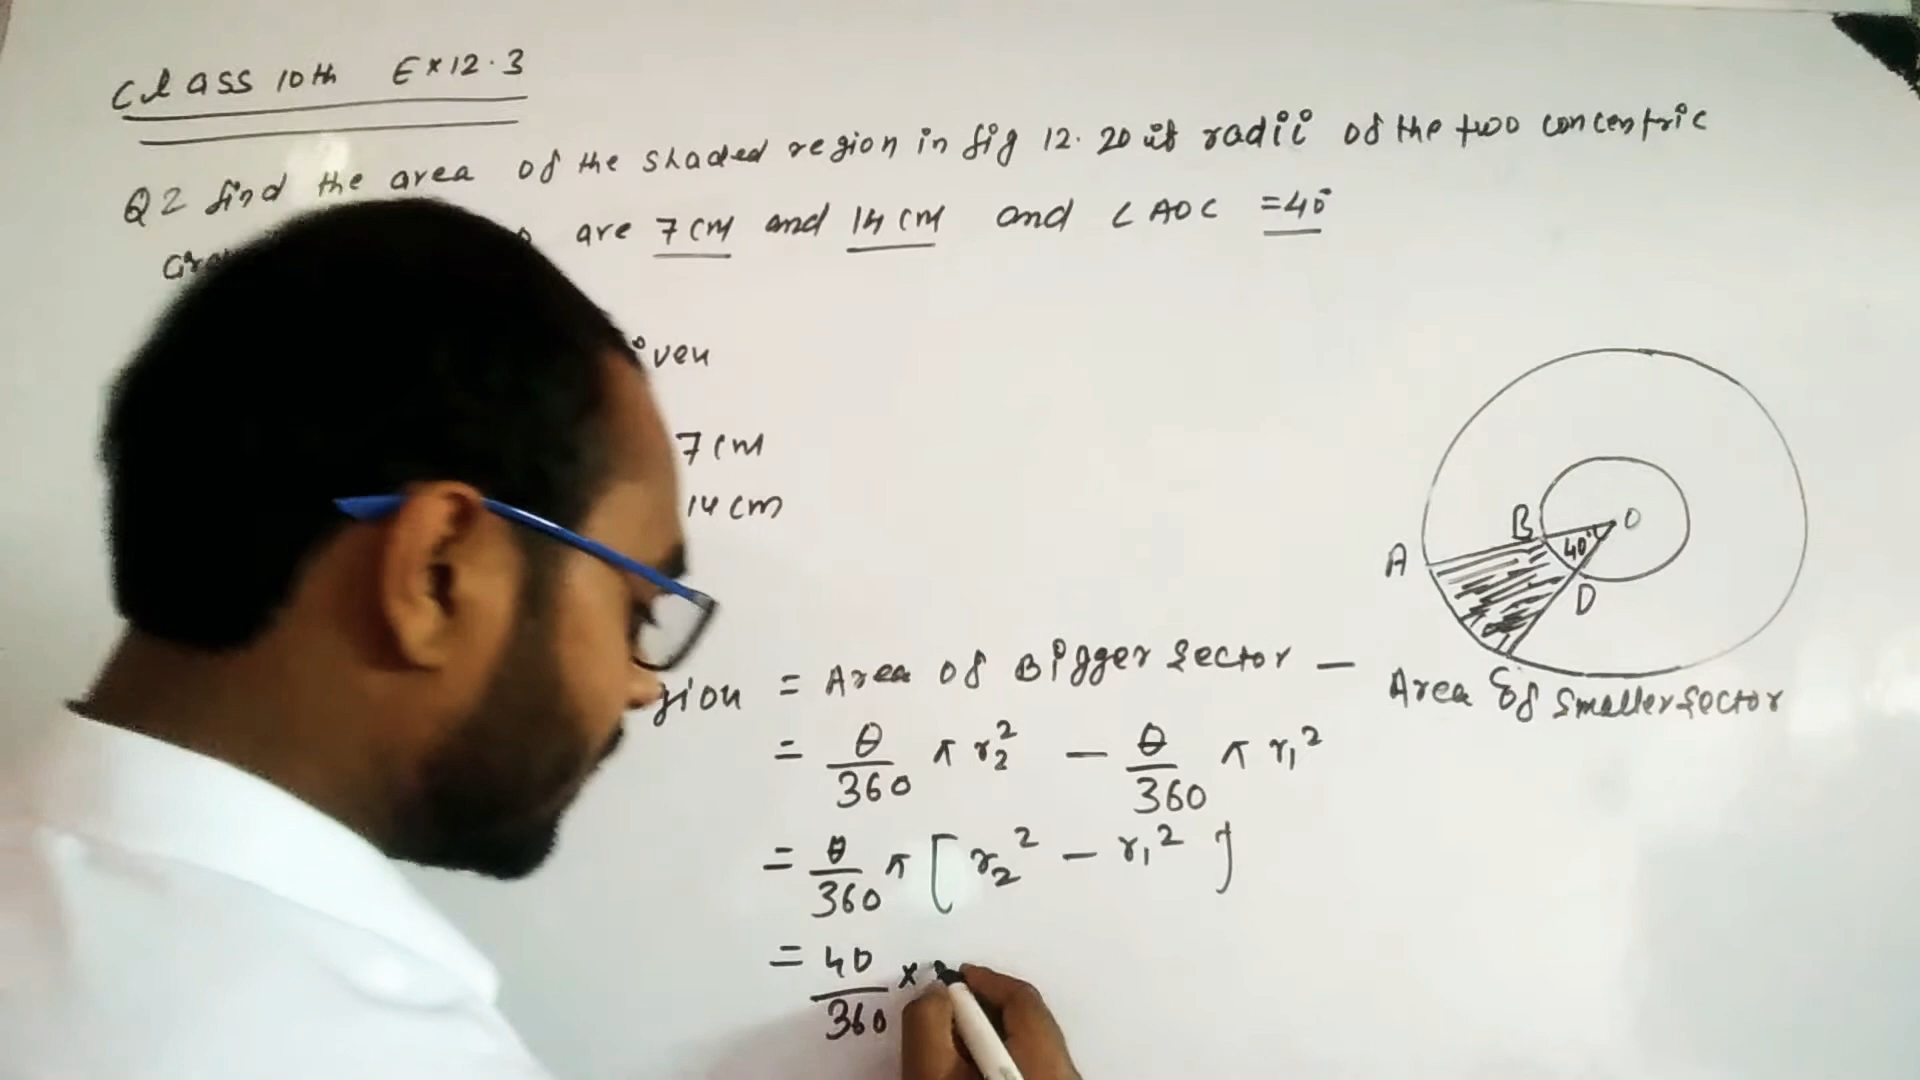 Class 10th Ex 12.3
Q2 find the area of the shaded region in fig 12.20 if radii of the two concentric
are 7 cm and 14 cm and ∠AOC = 40°
7 cm
14 cm
A
B
O
40°
D
= Area of Bigger Sector -
Area of Smaller Sector
= θ/360 π r₂² - θ/360 π r₁²
= θ/360 π [ r₂² - r₁² ]
= 40/360 ×